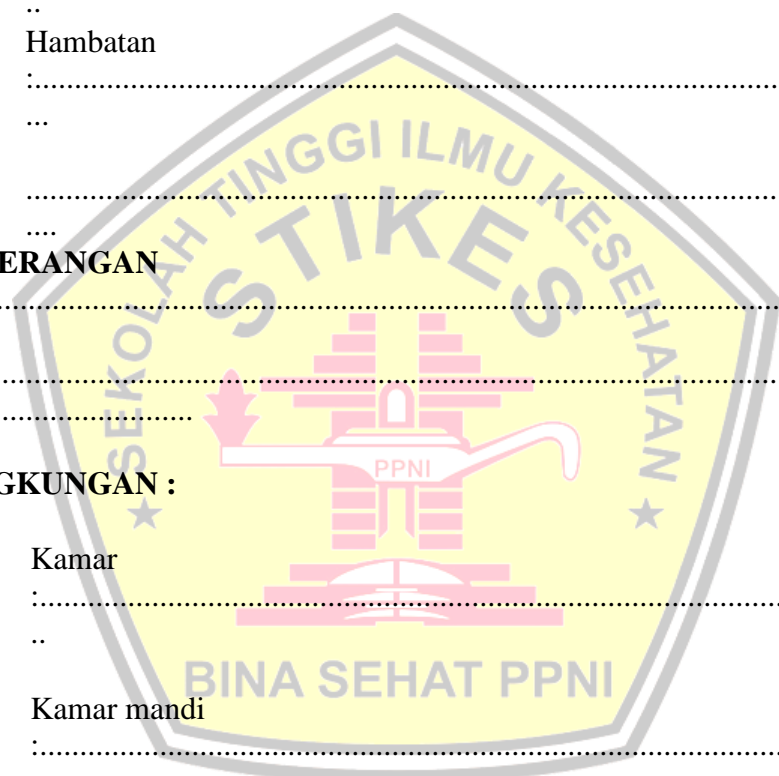 ..
Hambatan
:...............................................................................................
...
................................................................................................
....
ERANGAN
................................................................................................
................................................................................................
........................
GKUNGAN :
Kamar
:...............................................................................................
..
Kamar mandi
:...............................................................................................
SEKOLAH TINGGI ILMU KESEHATAN
STIKES
PPNI
BINA SEHAT PPNI